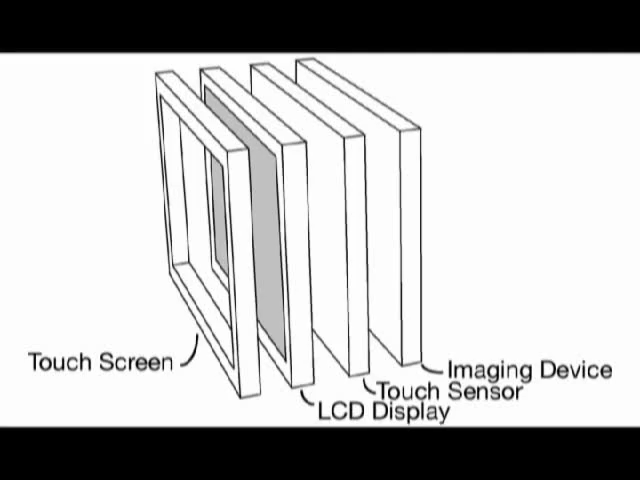 Touch Screen
Imaging Device
Touch Sensor
LCD Display